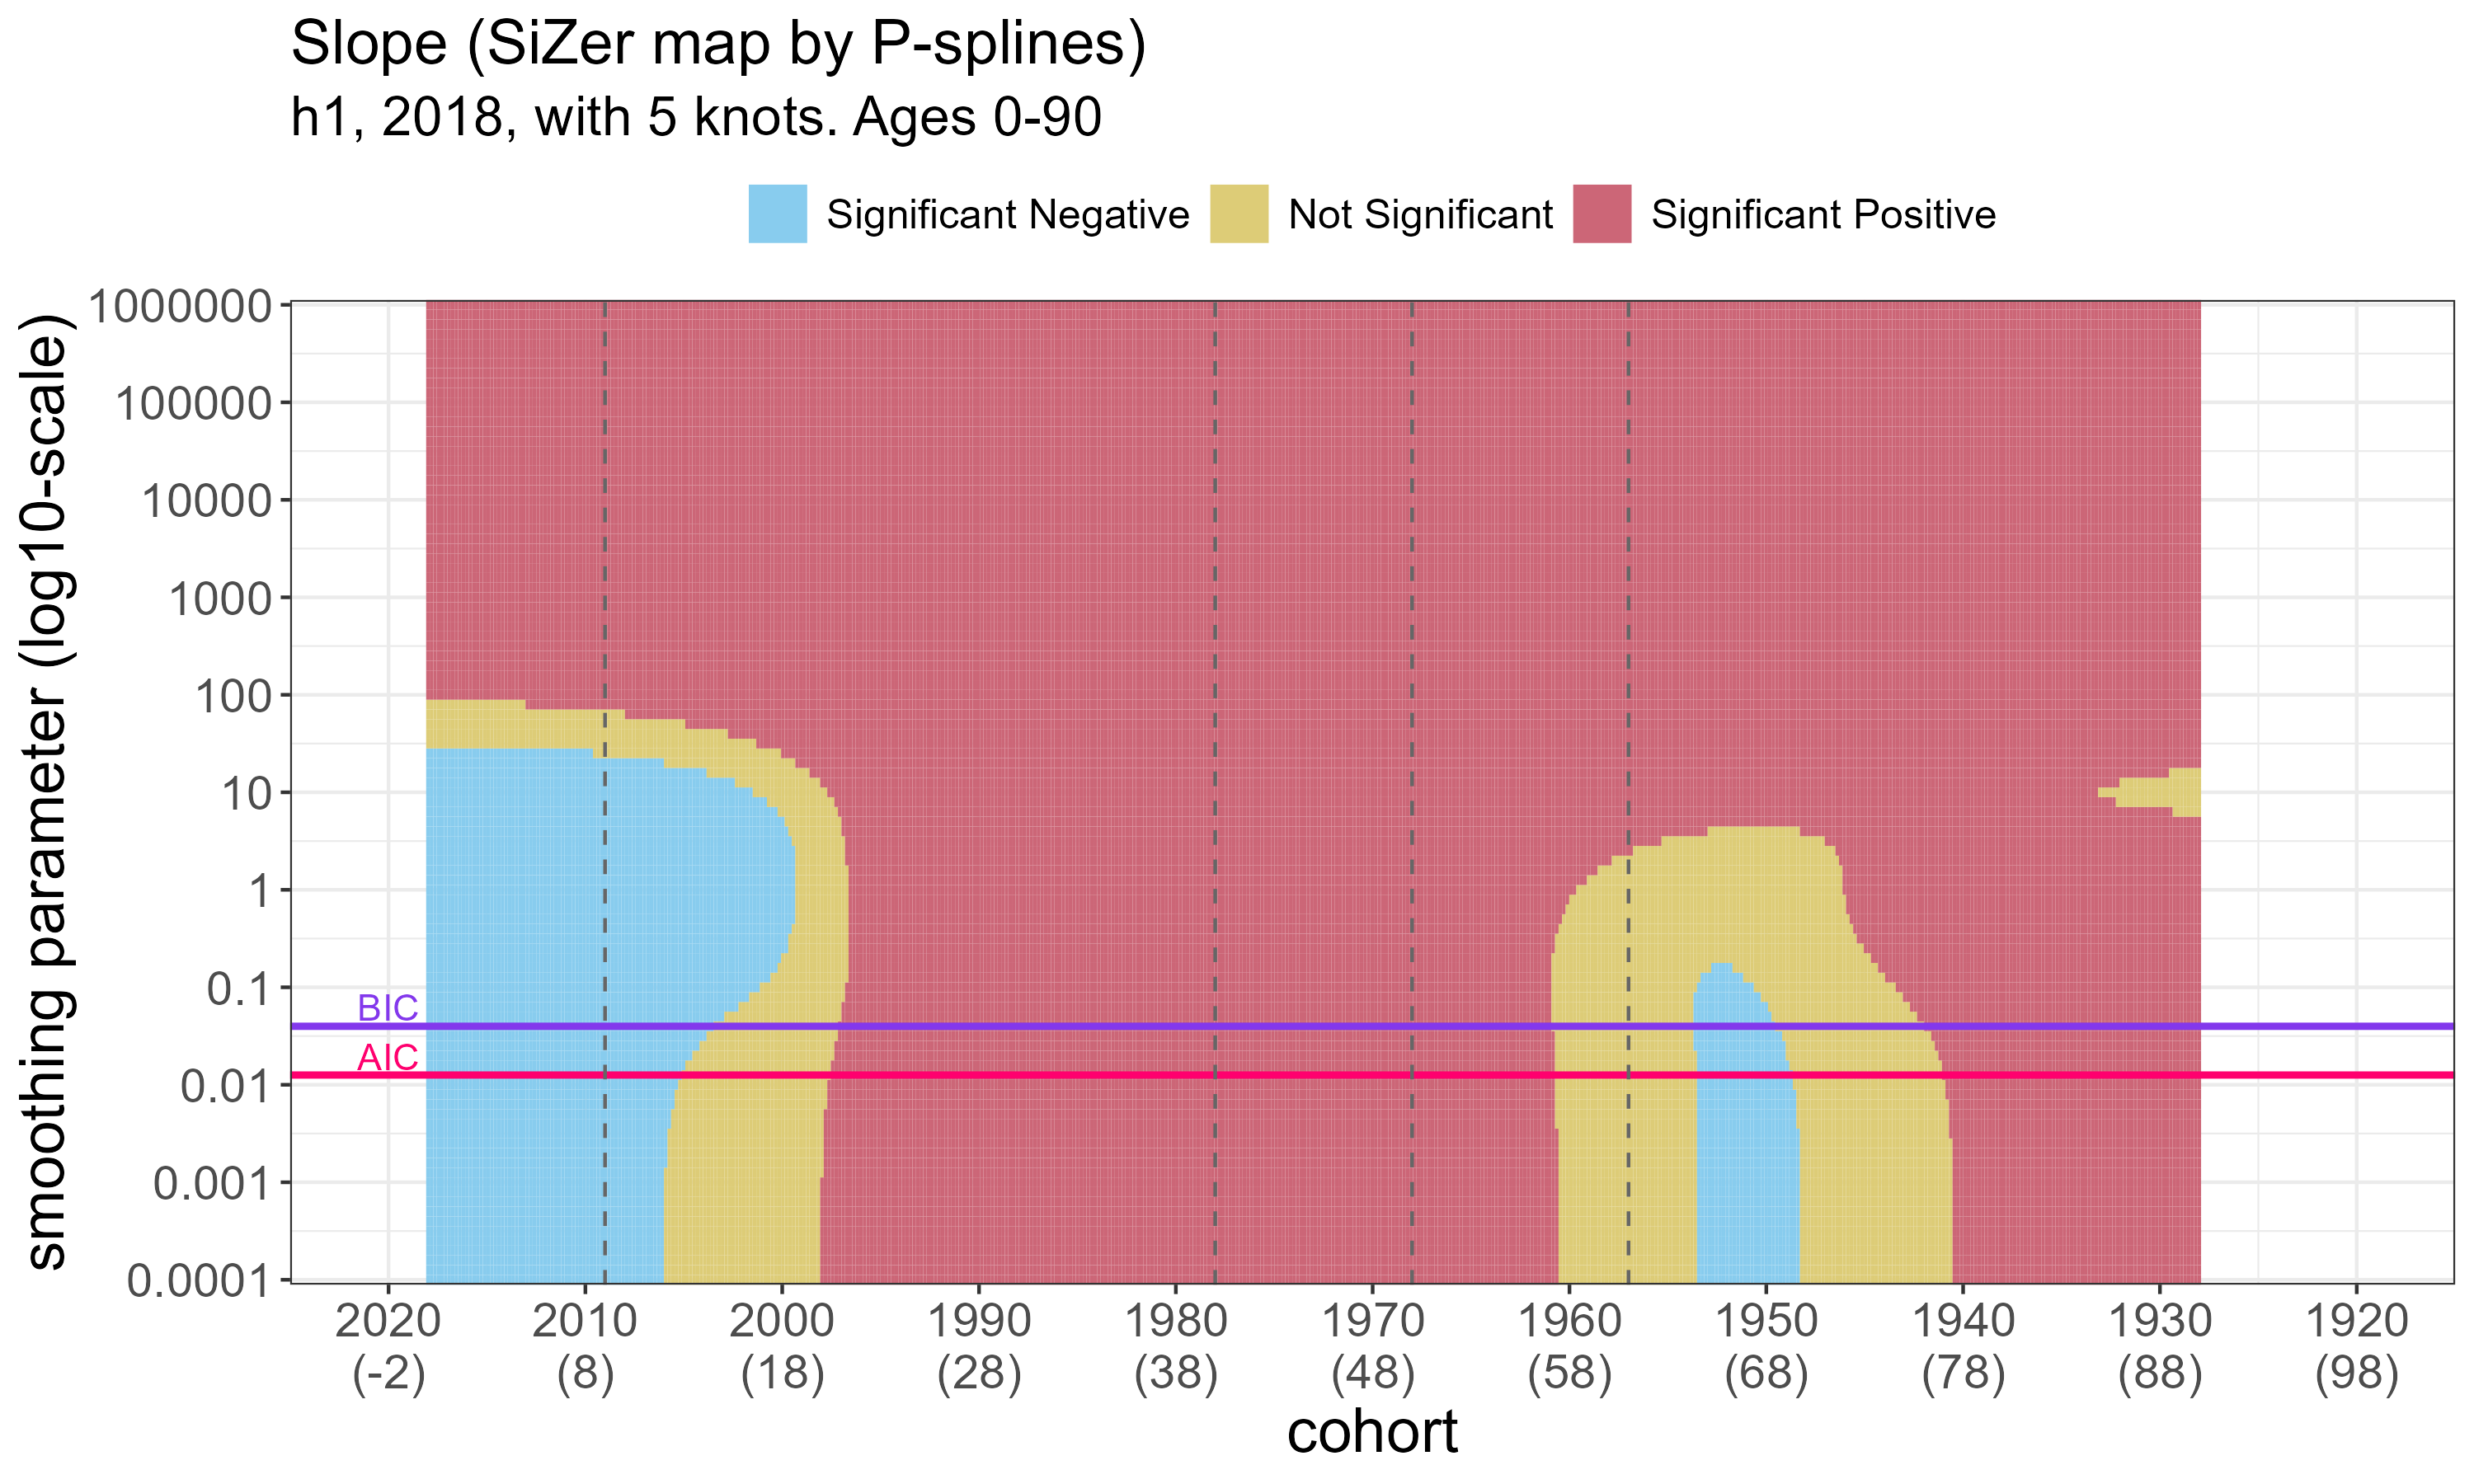 Slope (SiZer map by P-splines)
h1, 2018, with 5 knots. Ages 0-90
Significant Negative Not Significant Significant Positive
smoothing parameter (log10-scale)
1000000
100000
10000
1000
100
10
1
0.1
BIC
AIC
0.01
0.001
0.0001
2020 2010 2000 1990 1980 1970 1960 1950 1940 1930 1920
(-2) (8) (18) (28) (38) (48) (58) (68) (78) (88) (98)
cohort